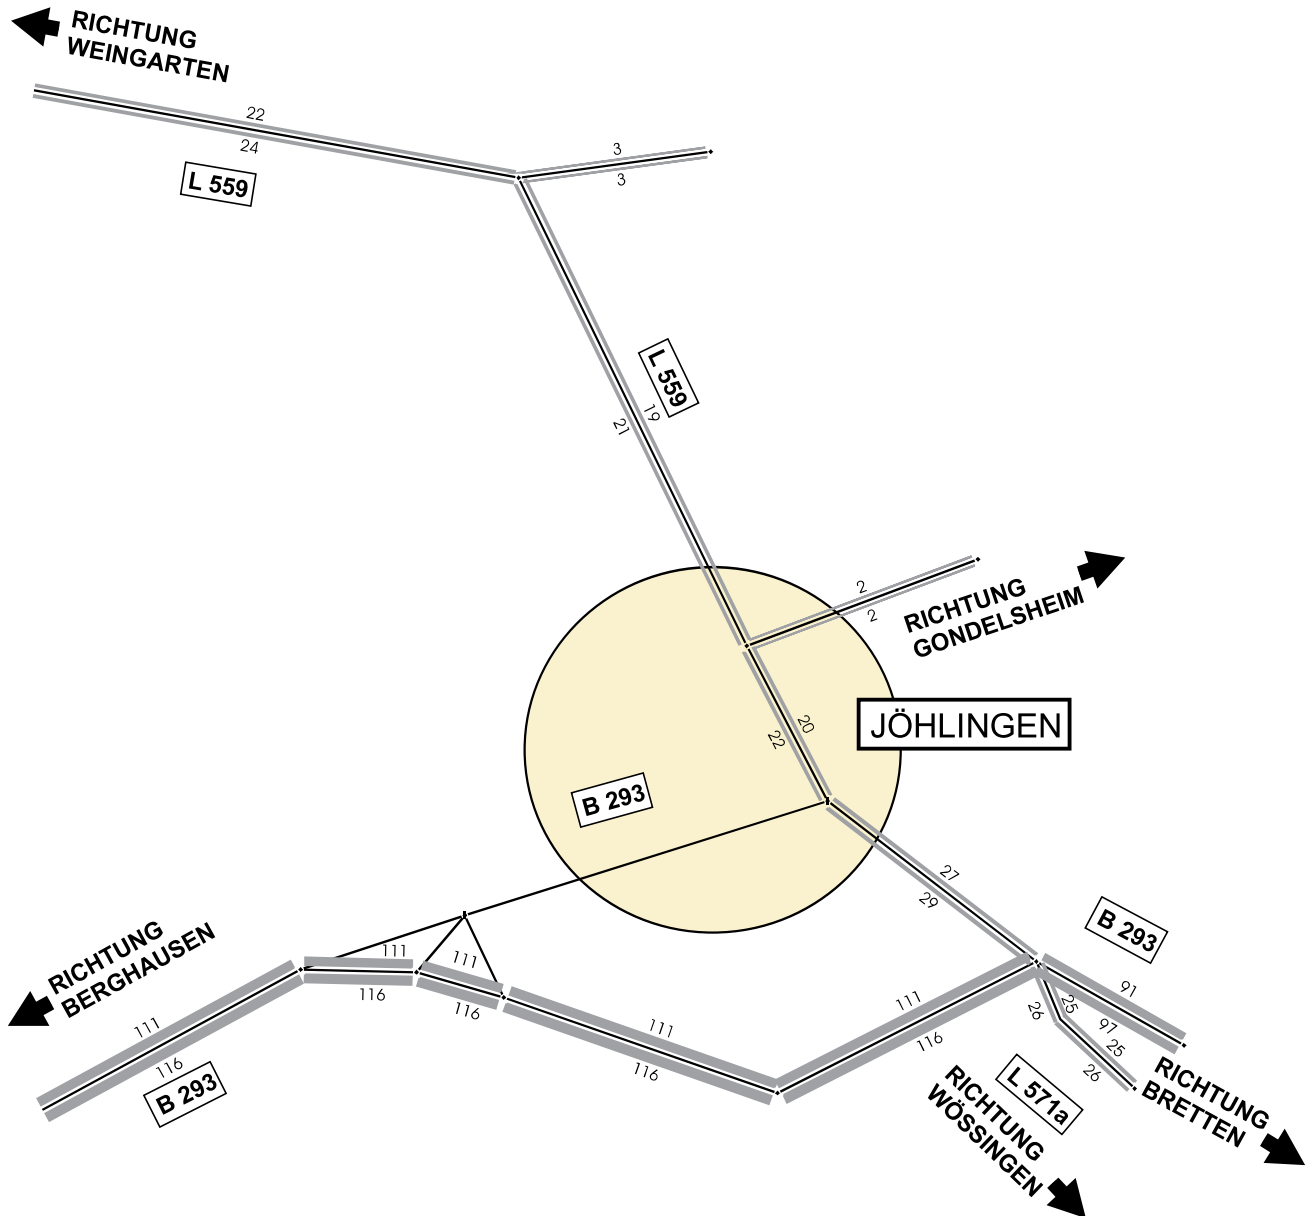 RICHTUNG
WEINGARTEN
22
24
L 559
3
3
L 559
19
21
2
2
RICHTUNG
GONDELSHEIM
JÖHLINGEN
20
22
B 293
27
29
B 293
RICHTUNG
BERGHAUSEN
111
111
116
116
111
116
B 293
111
116
111
116
91
97
25
26
25
26
L 571a
RICHTUNG
WÖSSINGEN
RICHTUNG
BRETTEN